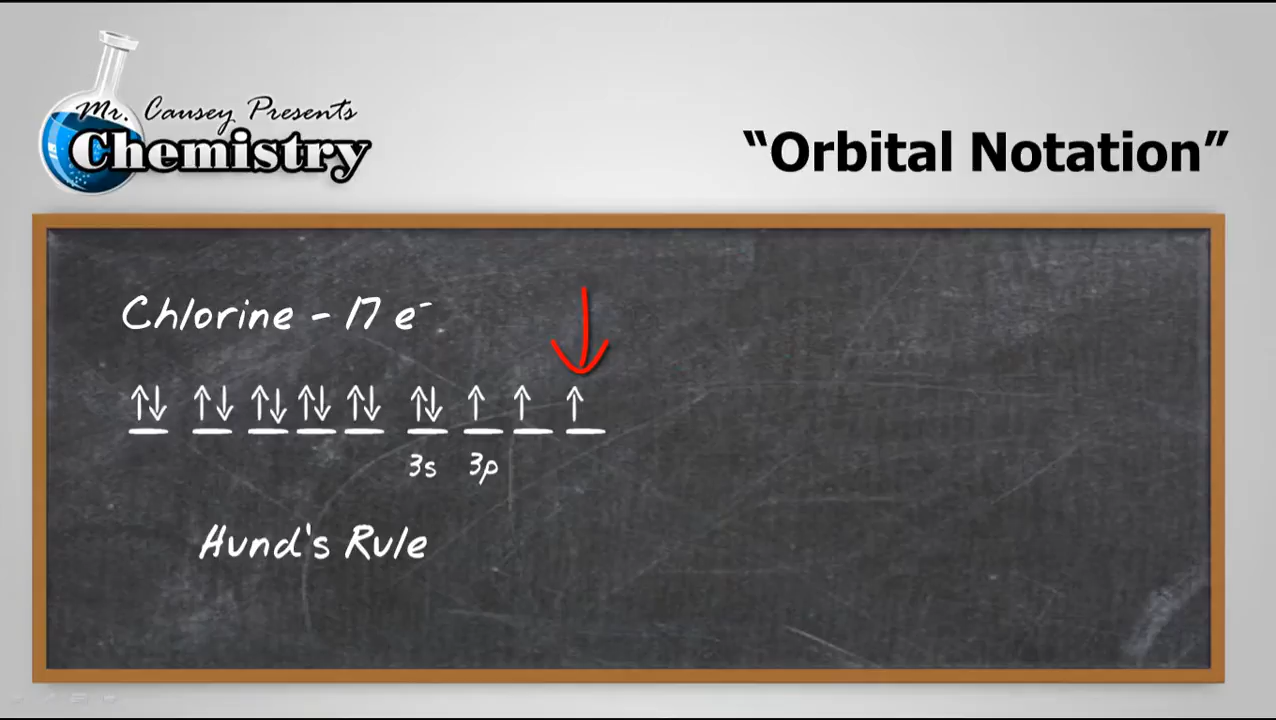 Mr. Causey Presents
Chemistry
“Orbital Notation”
Chlorine - 17 e⁻
↑↓ ↑↓ ↑↓ ↑↓ ↑↓ ↑↓ ↑ ↑ ↑
3s 3p
Hund's Rule